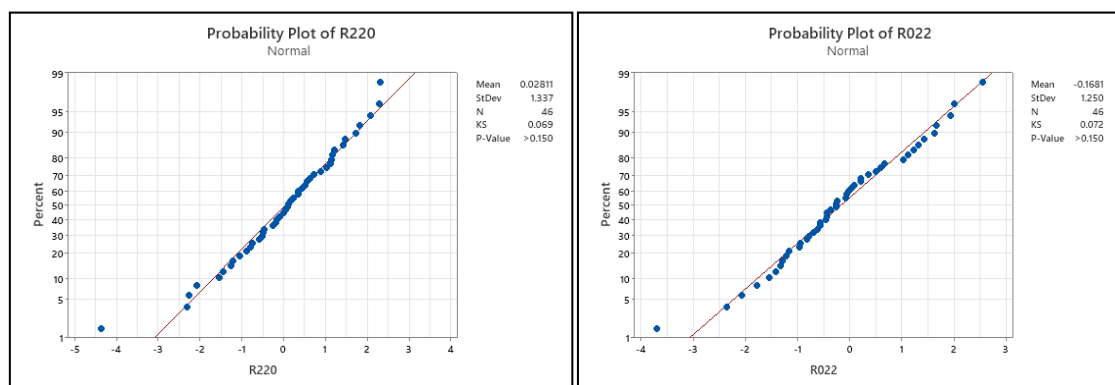 Probability Plot of R220
Normal
99
95
90
80
70
60
50
40
30
20
10
5
1
Percent
-5 -4 -3 -2 -1 0 1 2 3 4
R220
Mean 0.02811
StDev 1.337
N 46
KS 0.069
P-Value >0.150
Probability Plot of R022
Normal
99
95
90
80
70
60
50
40
30
20
10
5
1
Percent
-4 -3 -2 -1 0 1 2 3
R022
Mean -0.1681
StDev 1.250
N 46
KS 0.072
P-Value >0.150